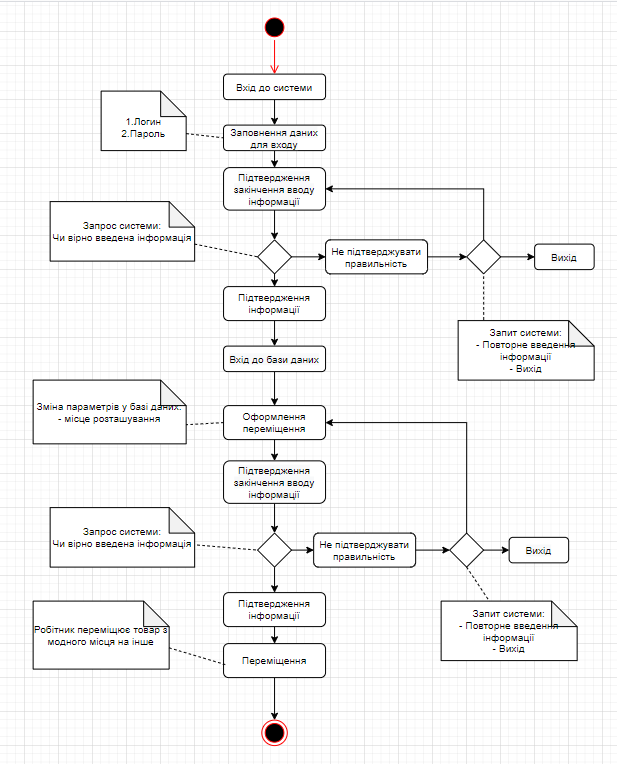 Вхід до системи
1.Логин
2.Пароль
Заповнення даних
для входу
Підтвердження
закінчення вводу
інформації
Запрос системи:
Чи вірно введена інформація
Не підтверджувати
правильність
Вихід
Підтвердження
інформації
Запит системи:
- Повторне введення
інформації
- Вихід
Вхід до бази даних
Зміна параметрів у базі даних:
- місце розташування
Оформлення
переміщення
Підтвердження
закінчення вводу
інформації
Запрос системи:
Чи вірно введена інформація
Не підтверджувати
правильність
Вихід
Підтвердження
інформації
Запит системи:
- Повторне введення
інформації
- Вихід
Робітник переміщює товар з
модного місця на інше
Переміщення